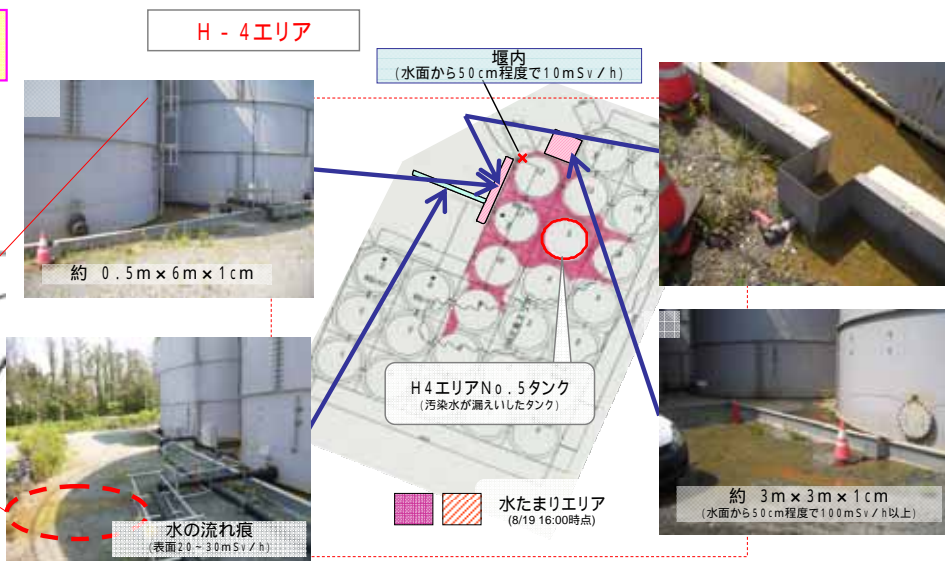 H-4エリア
堰内
(水面から50cm程度で10mSv/h)
約 0.5m×6m×1cm
H4エリアNo.5タンク
(汚染水が漏えいしたタンク)
水の流れ痕
(表面20～30mSv/h)
水たまりエリア
(8/19 16:00時点)
約 3m×3m×1cm
(水面から50cm程度で100mSv/h以上)